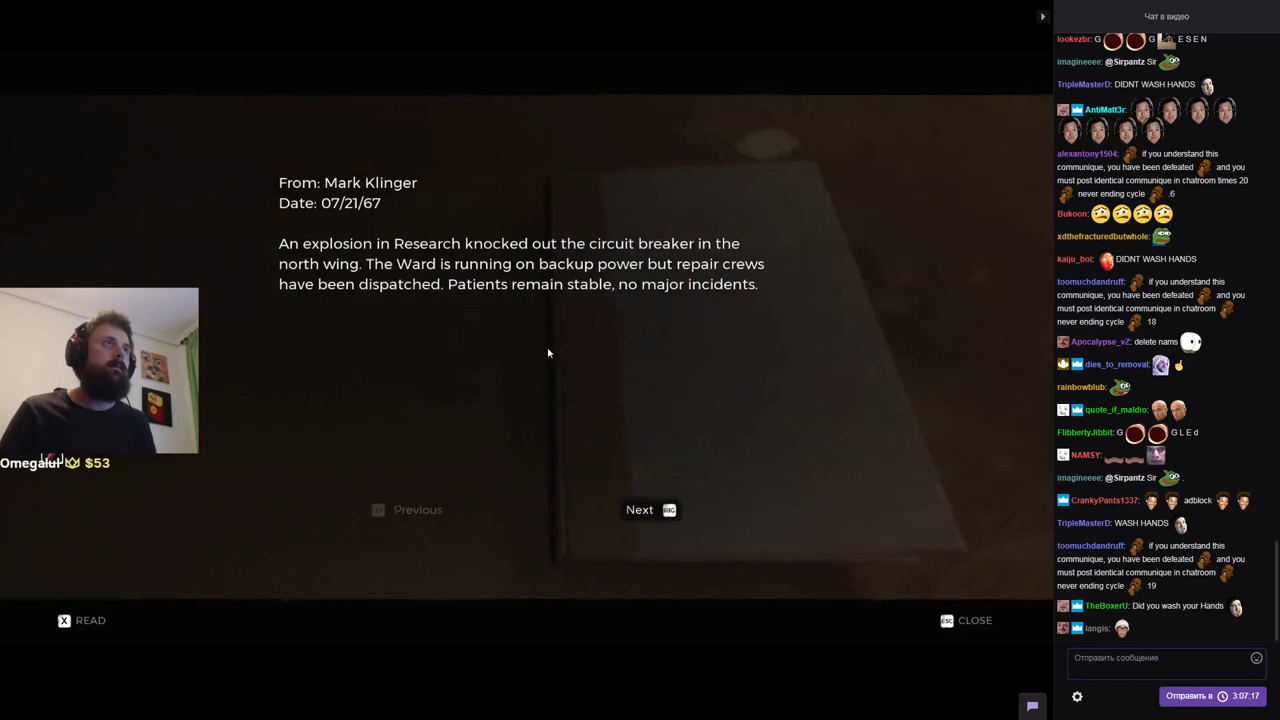 From: Mark Klinger
Date: 07/21/67
An explosion in Research knocked out the circuit breaker in the
north wing. The Ward is running on backup power but repair crews
have been dispatched. Patients remain stable, no major incidents.
Previous
Next RIG
X READ
ESC CLOSE
Omegalul $53
Чат в видео
lookezbr: G G E S E N
imagineeee: @Sirpantz Sir
TripleMasterD: DIDNT WASH HANDS
AntiMatt3r:
alexantony1504: if you understand this
communique, you have been defeated and you
must post identical communique in chatroom times 20
never ending cycle .6
Bukoon:
xdthefracturedbutwhole:
kaiju_boi: DIDNT WASH HANDS
toomuchdandruff: if you understand this
communique, you have been defeated and you
must post identical communique in chatroom
never ending cycle 18
Apocalypse_vZ: delete nams
dies_to_removal:
rainbowblub:
quote_if_maldio:
FlibbertyJibbit: G G L E d
NAMSY:
imagineeee: @Sirpantz Sir .
CrankyPants1337: adblock
TripleMasterD: WASH HANDS
toomuchdandruff: if you understand this
communique, you have been defeated and you
must post identical communique in chatroom
never ending cycle 19
TheBoxerU: Did you wash your Hands
langis:
Отправить сообщение
Отправить в 3:07:17